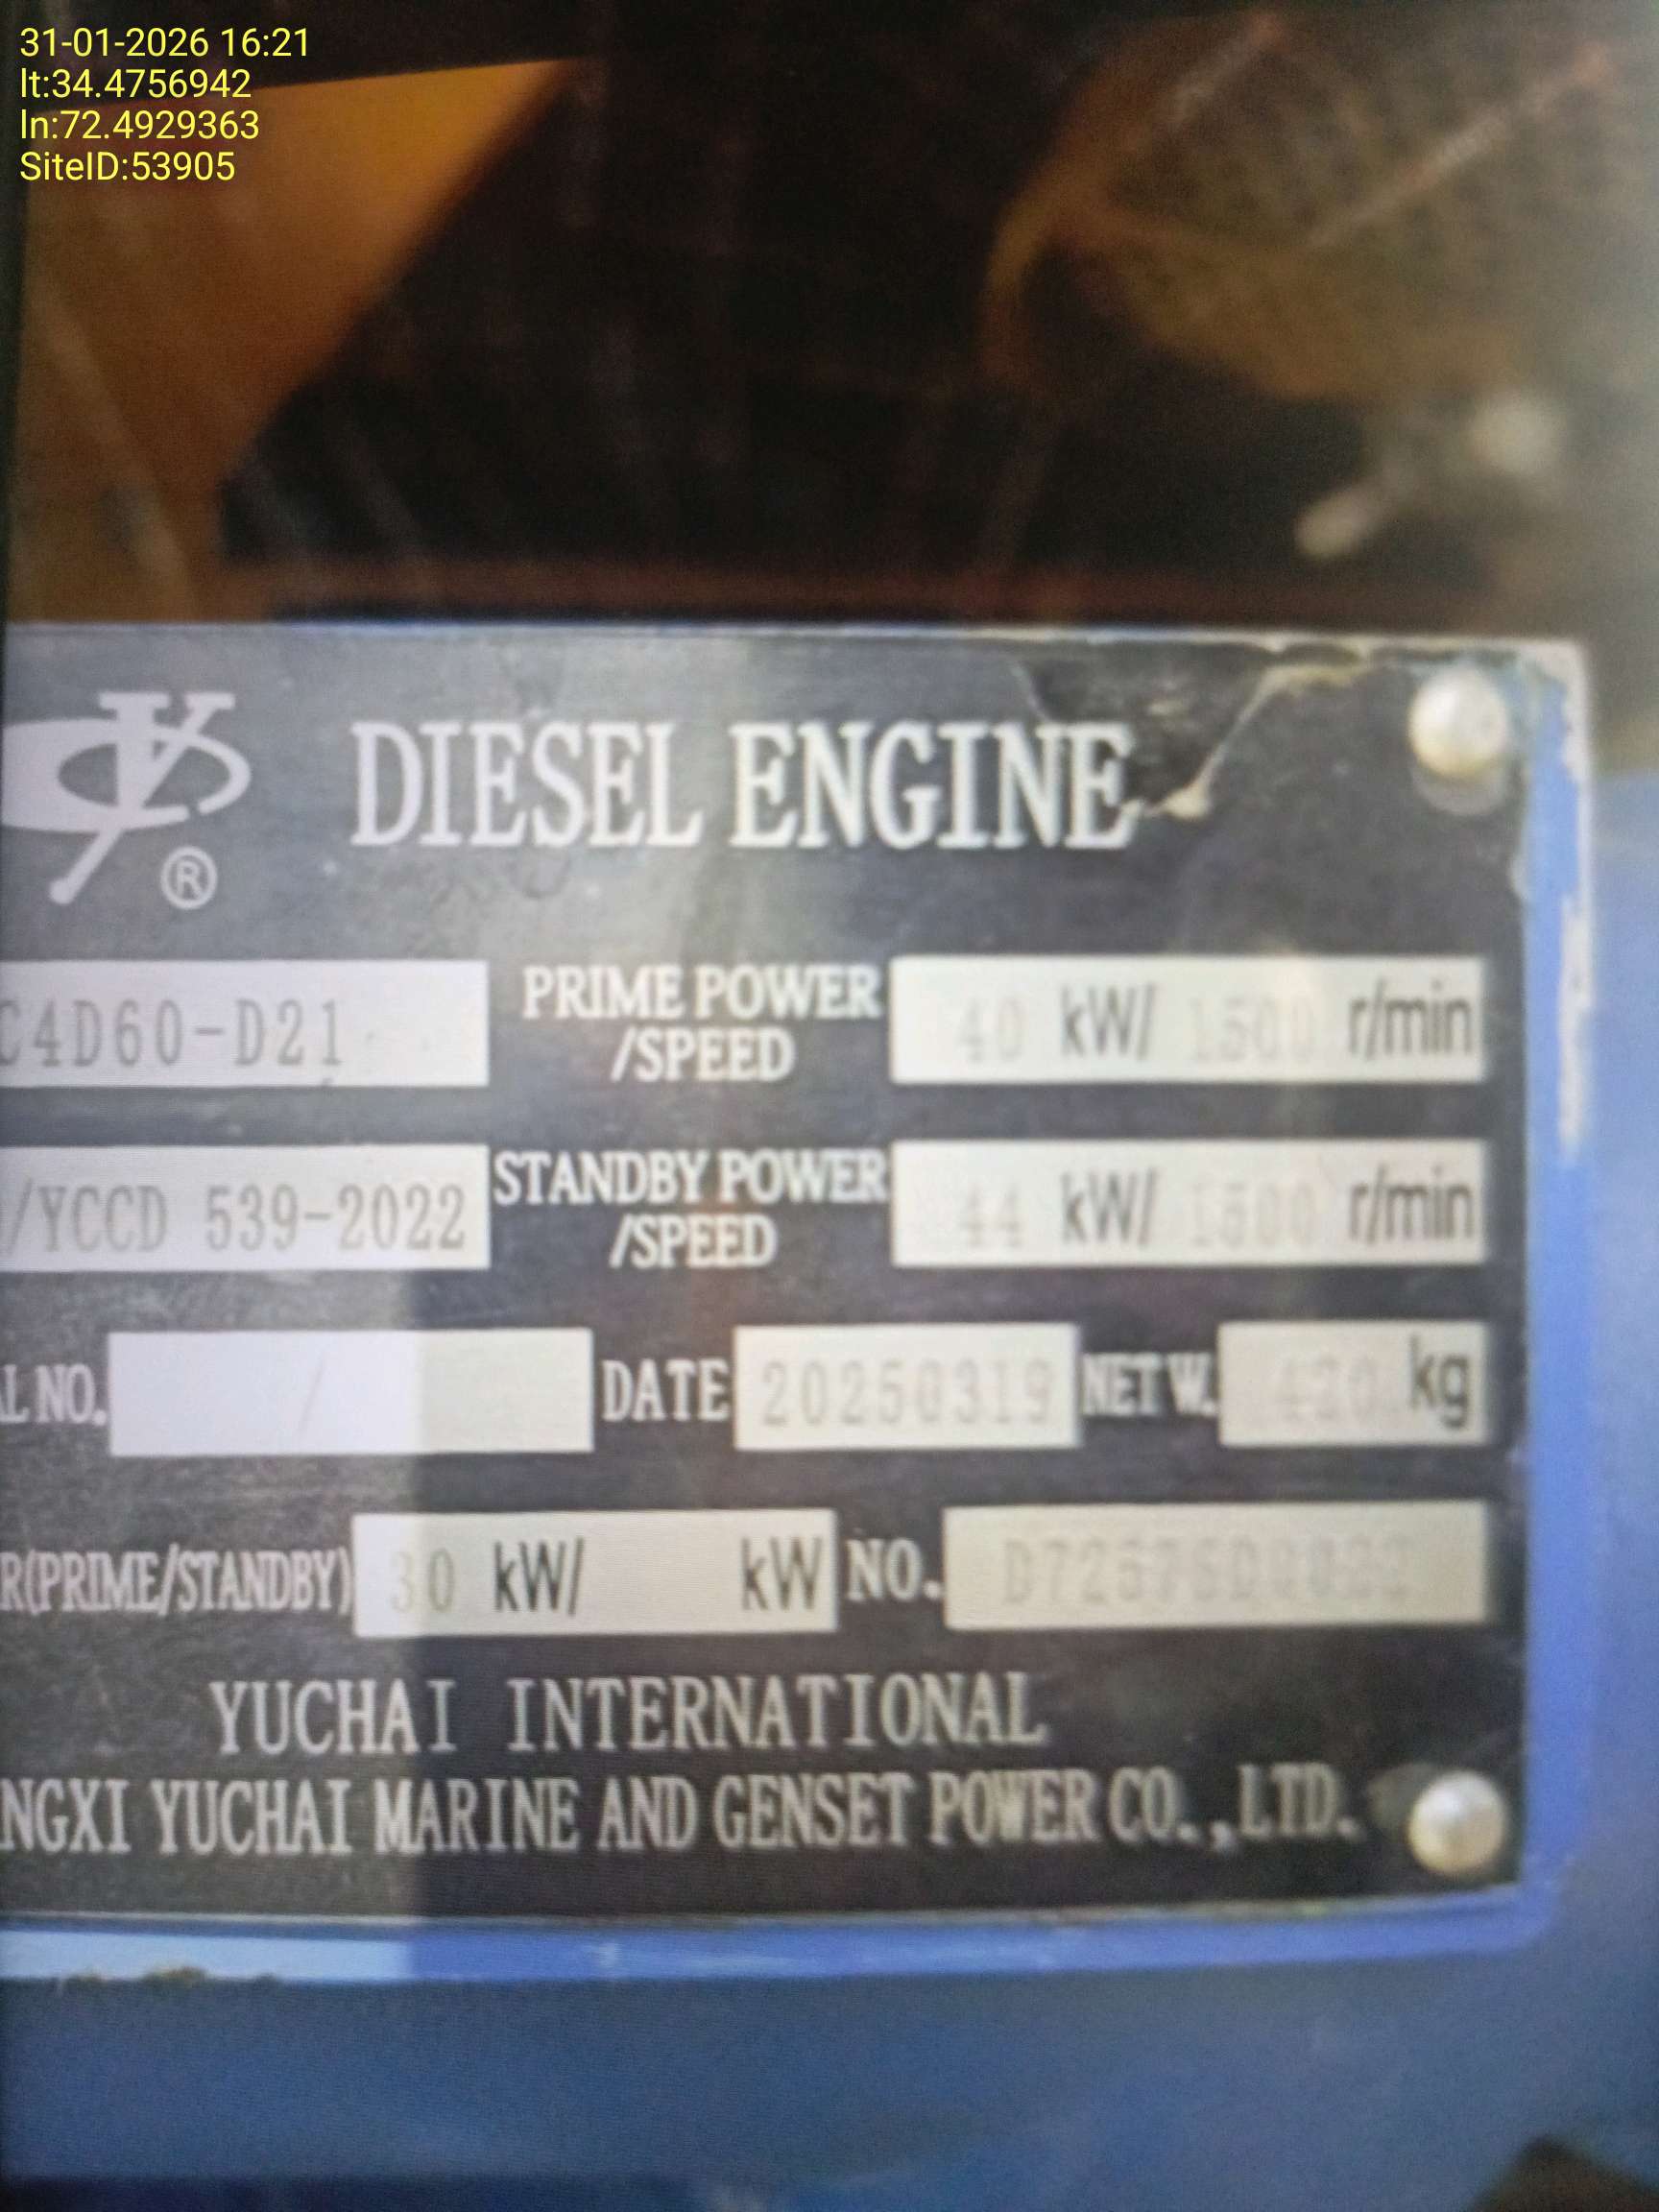 31-01-2026 16:21
lt:34.4756942
ln:72.4929363
SiteID:53905
DIESEL ENGINE
®
C4D60-D21 PRIME POWER /SPEED 40 kW/ 1500 r/min
/YCCD 539-2022 STANDBY POWER /SPEED 44 kW/ 1500 r/min
L NO. / DATE 20250319 NET W. kg
R(PRIME/STANDBY) 30 kW/ kW NO.
YUCHAI INTERNATIONAL
NGXI YUCHAI MARINE AND GENSET POWER CO.,LTD.